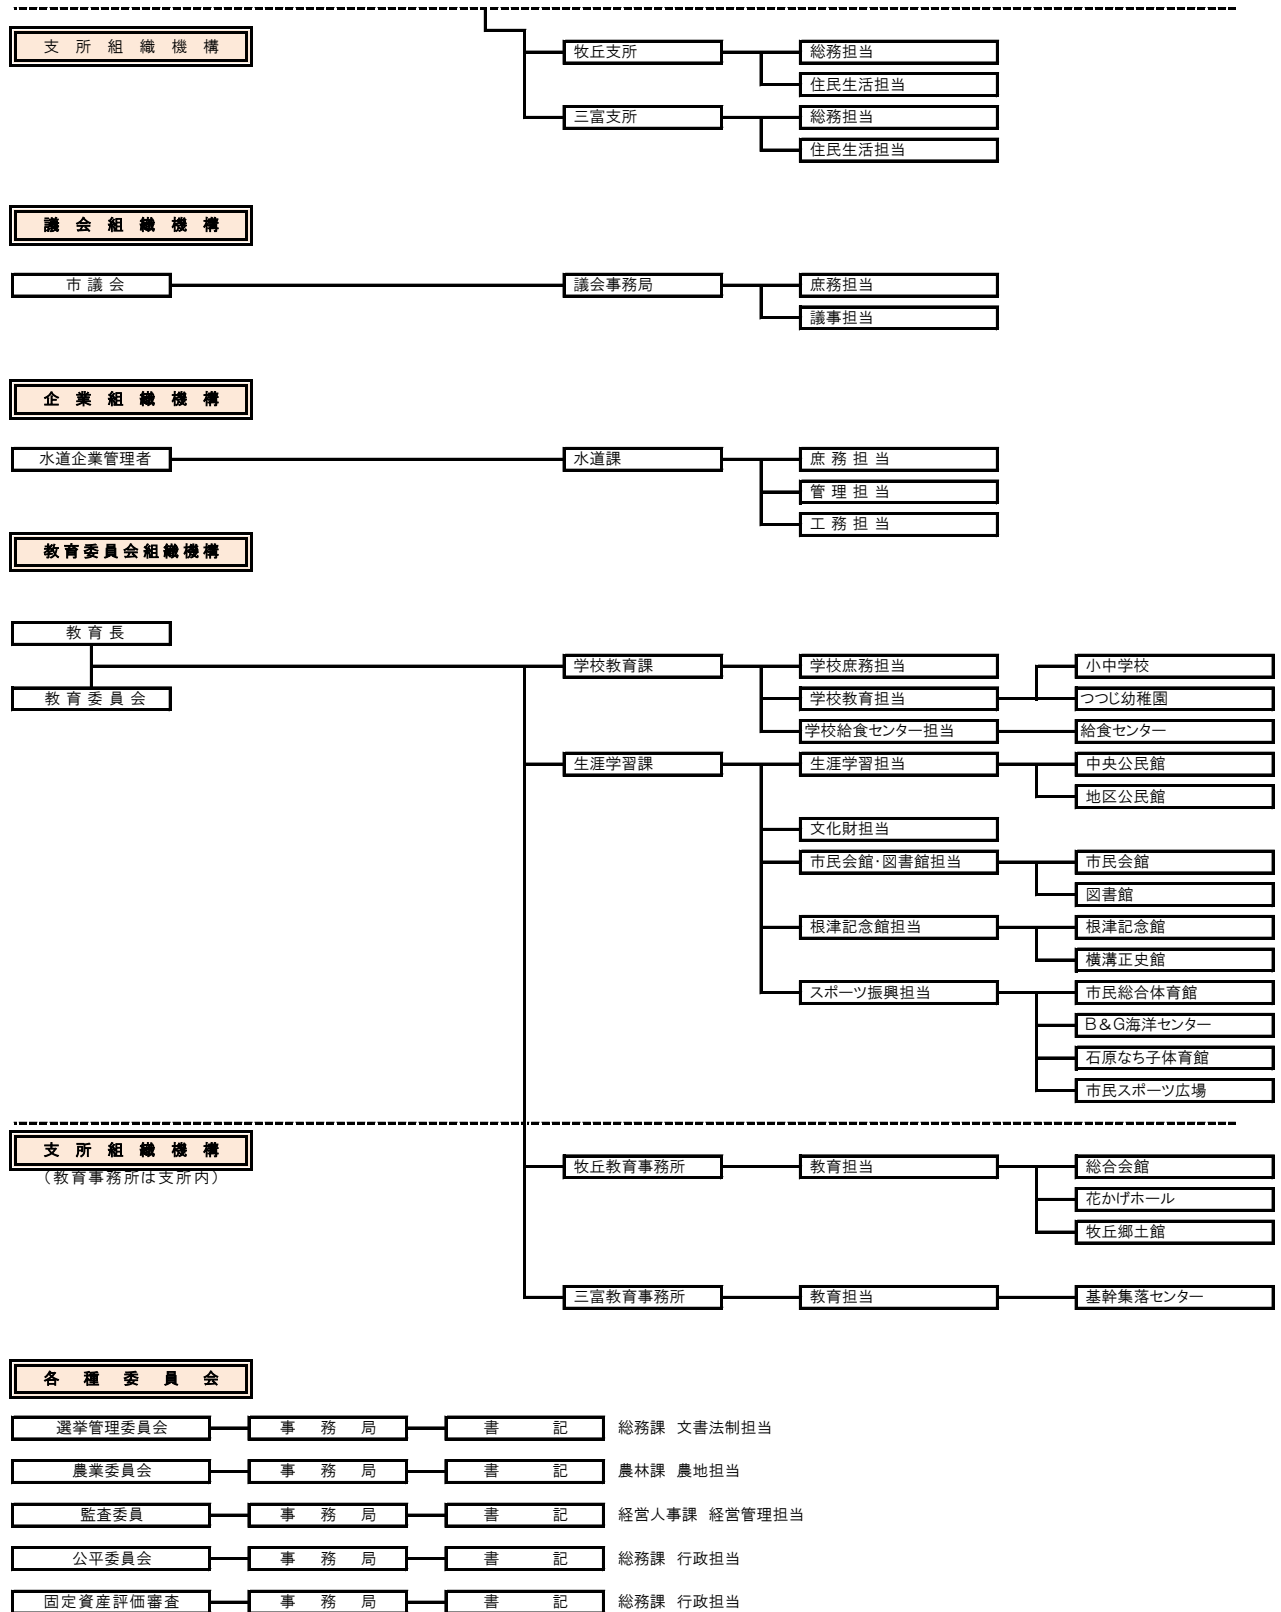 支所組織機構
牧丘支所 総務担当
住民生活担当
三富支所 総務担当
住民生活担当
議会組織機構
市議会 議会事務局 庶務担当
議事担当
企業組織機構
水道企業管理者 水道課 庶務担当
管理担当
工務担当
教育委員会組織機構
教育長
学校教育課 学校庶務担当 小中学校
教育委員会 学校教育担当 つつじ幼稚園
学校給食センター担当 給食センター
生涯学習課 生涯学習担当 中央公民館
地区公民館
文化財担当
市民会館・図書館担当 市民会館
図書館
根津記念館担当 根津記念館
横溝正史館
スポーツ振興担当 市民総合体育館
B&G海洋センター
石原なち子体育館
市民スポーツ広場
支所組織機構
(教育事務所は支所内)
牧丘教育事務所 教育担当 総合会館
花かげホール
牧丘郷土館
三富教育事務所 教育担当 基幹集落センター
各種委員会
選挙管理委員会 事務局 書記 総務課 文書法制担当
農業委員会 事務局 書記 農林課 農地担当
監査委員 事務局 書記 経営人事課 経営管理担当
公平委員会 事務局 書記 総務課 行政担当
固定資産評価審査 事務局 書記 総務課 行政担当